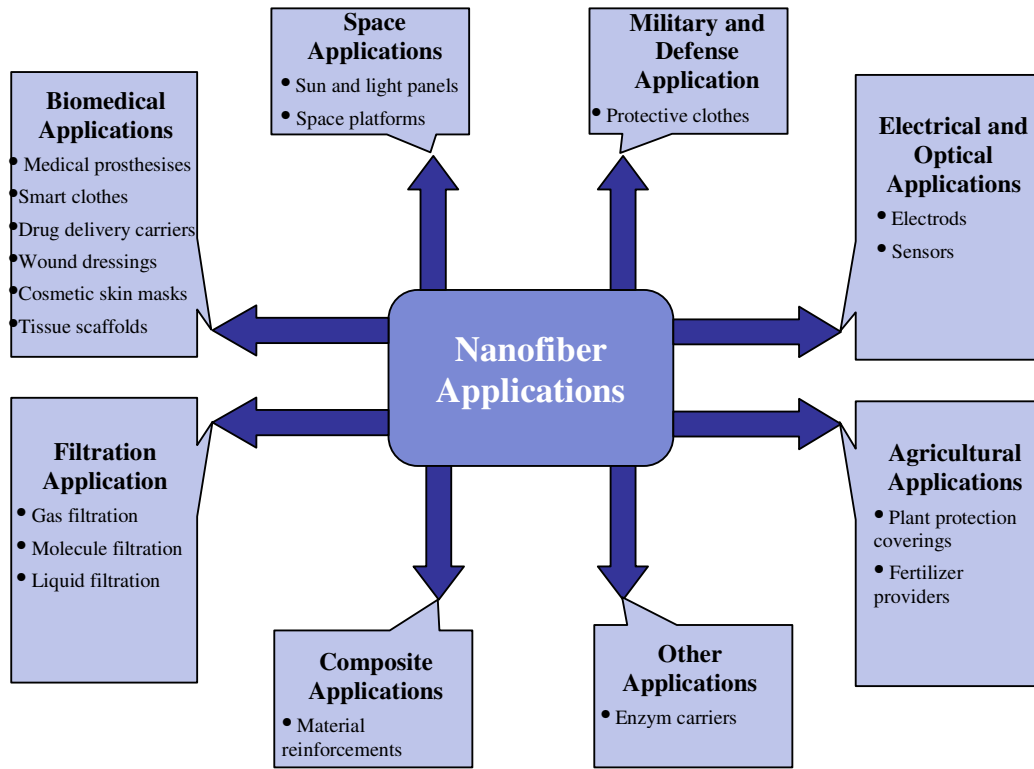 Space
Applications
• Sun and light panels
• Space platforms
Military and
Defense
Application
• Protective clothes
Biomedical
Applications
• Medical prosthesises
•Smart clothes
•Drug delivery carriers
•Wound dressings
•Cosmetic skin masks
•Tissue scaffolds
Electrical and
Optical
Applications
• Electrods
• Sensors
Nanofiber
Applications
Filtration
Application
• Gas filtration
• Molecule filtration
• Liquid filtration
Agricultural
Applications
• Plant protection
coverings
• Fertilizer
providers
Composite
Applications
• Material
reinforcements
Other
Applications
• Enzym carriers